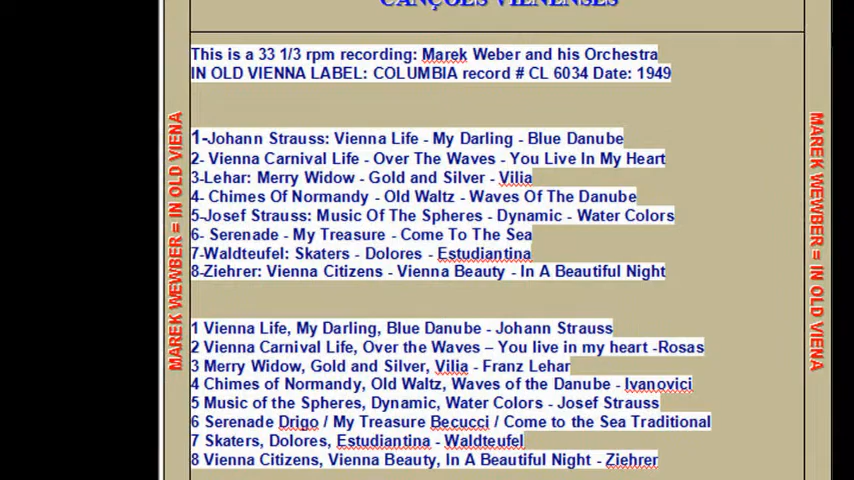 CANÇÕES VIENENSES
This is a 33 1/3 rpm recording: Marek Weber and his Orchestra
IN OLD VIENNA LABEL: COLUMBIA record # CL 6034 Date: 1949
1-Johann Strauss: Vienna Life - My Darling - Blue Danube
2- Vienna Carnival Life - Over The Waves - You Live In My Heart
3-Lehar: Merry Widow - Gold and Silver - Vilia
4- Chimes Of Normandy - Old Waltz - Waves Of The Danube
5-Josef Strauss: Music Of The Spheres - Dynamic - Water Colors
6- Serenade - My Treasure - Come To The Sea
7-Waldteufel: Skaters - Dolores - Estudiantina
8-Ziehrer: Vienna Citizens - Vienna Beauty - In A Beautiful Night
1 Vienna Life, My Darling, Blue Danube - Johann Strauss
2 Vienna Carnival Life, Over the Waves – You live in my heart -Rosas
3 Merry Widow, Gold and Silver, Vilia - Franz Lehar
4 Chimes of Normandy, Old Waltz, Waves of the Danube - Ivanovici
5 Music of the Spheres, Dynamic, Water Colors - Josef Strauss
6 Serenade Drigo / My Treasure Becucci / Come to the Sea Traditional
7 Skaters, Dolores, Estudiantina - Waldteufel
8 Vienna Citizens, Vienna Beauty, In A Beautiful Night - Ziehrer
MAREK WEWBER = IN OLD VIENA
MAREK WEWBER = IN OLD VIENA